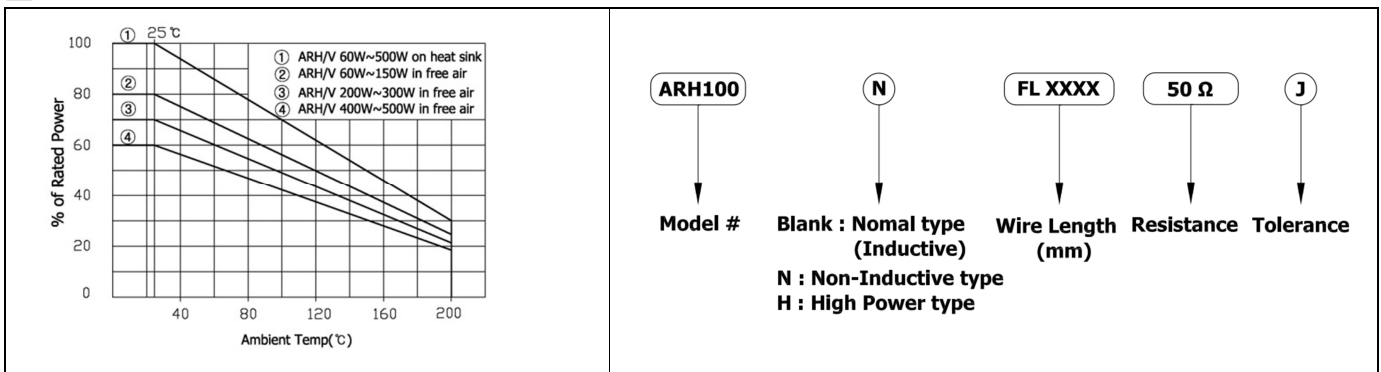 ① 25℃
100
② 80
③
④ 60
40
20
0
% of Rated Power
① ARH/V 60W~500W on heat sink
② ARH/V 60W~150W in free air
③ ARH/V 200W~300W in free air
④ ARH/V 400W~500W in free air
40 80 120 160 200
Ambient Temp(℃)
ARH100 N FL XXXX 50 Ω J
Model # Blank : Nomal type Wire Length Resistance Tolerance
(Inductive) (mm)
N : Non-Inductive type
H : High Power type